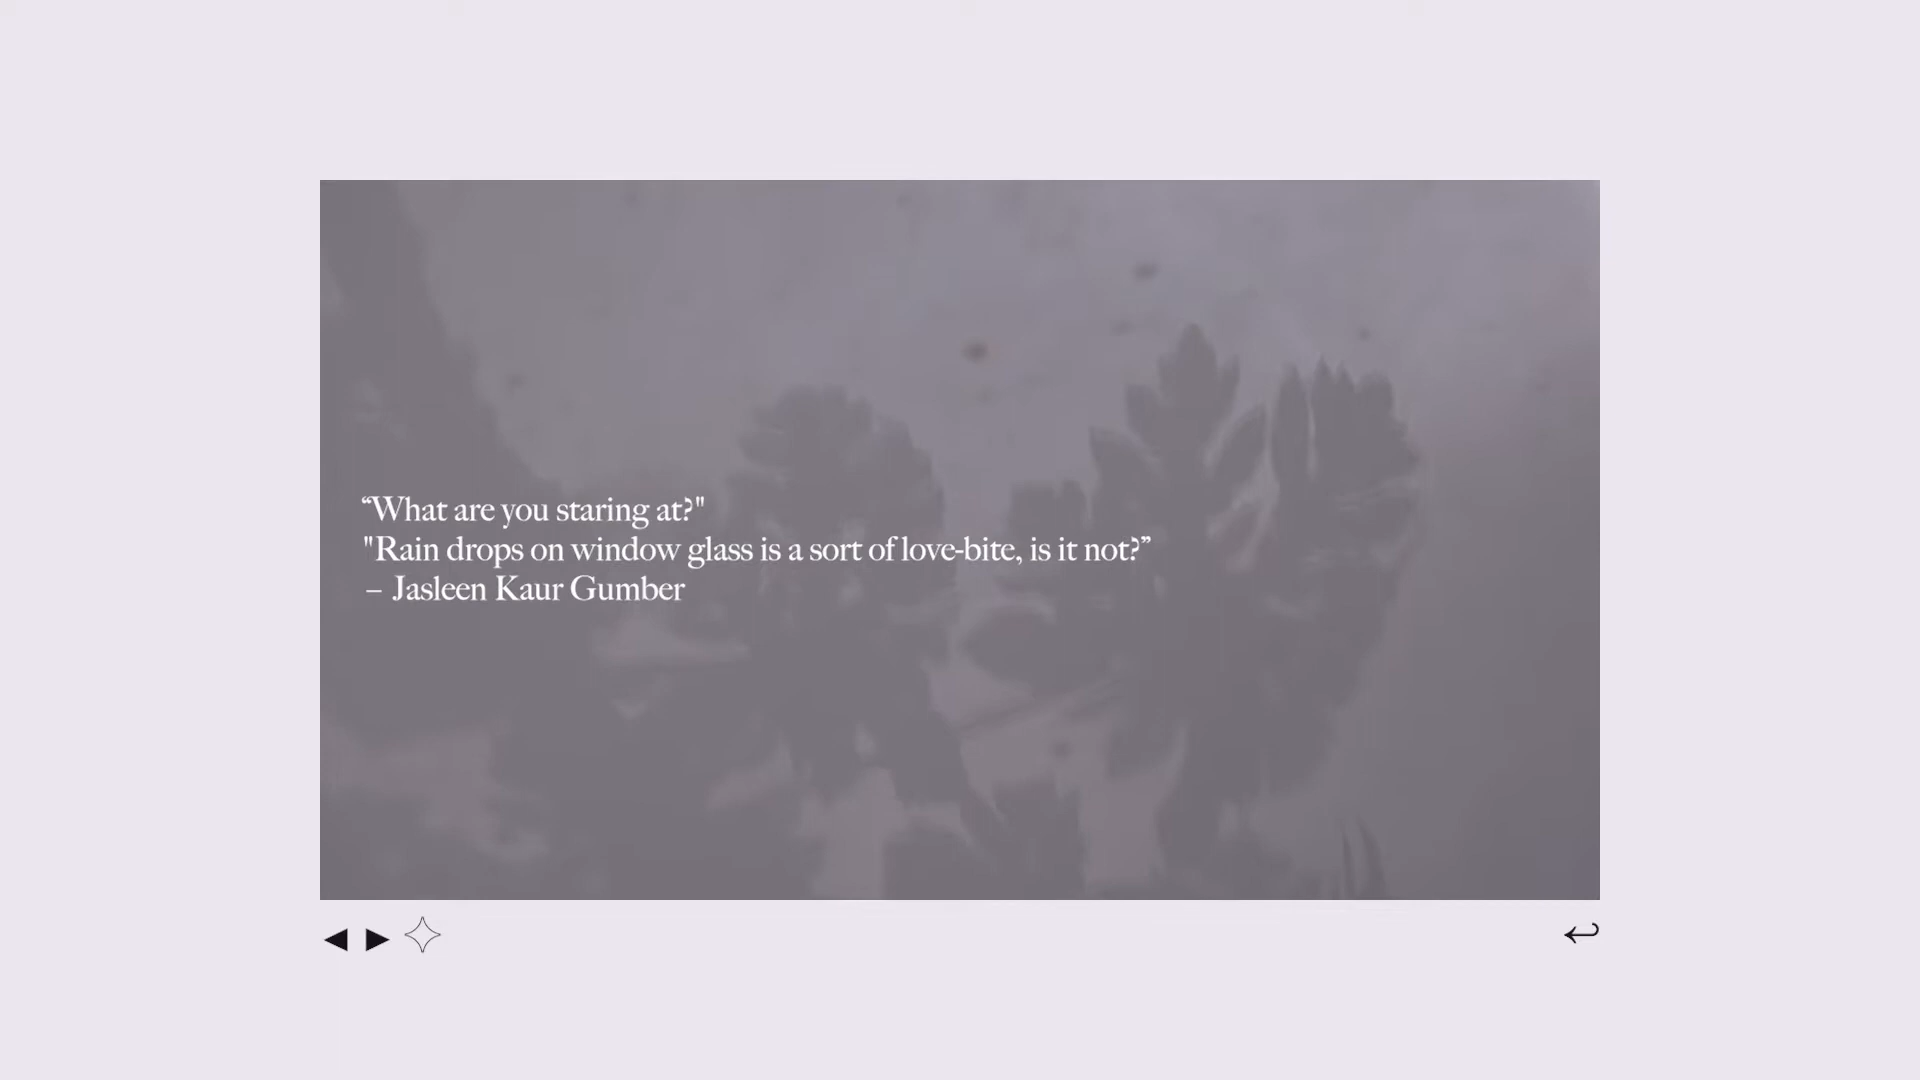 “What are you staring at?"
"Rain drops on window glass is a sort of love-bite, is it not?”
– Jasleen Kaur Gumber